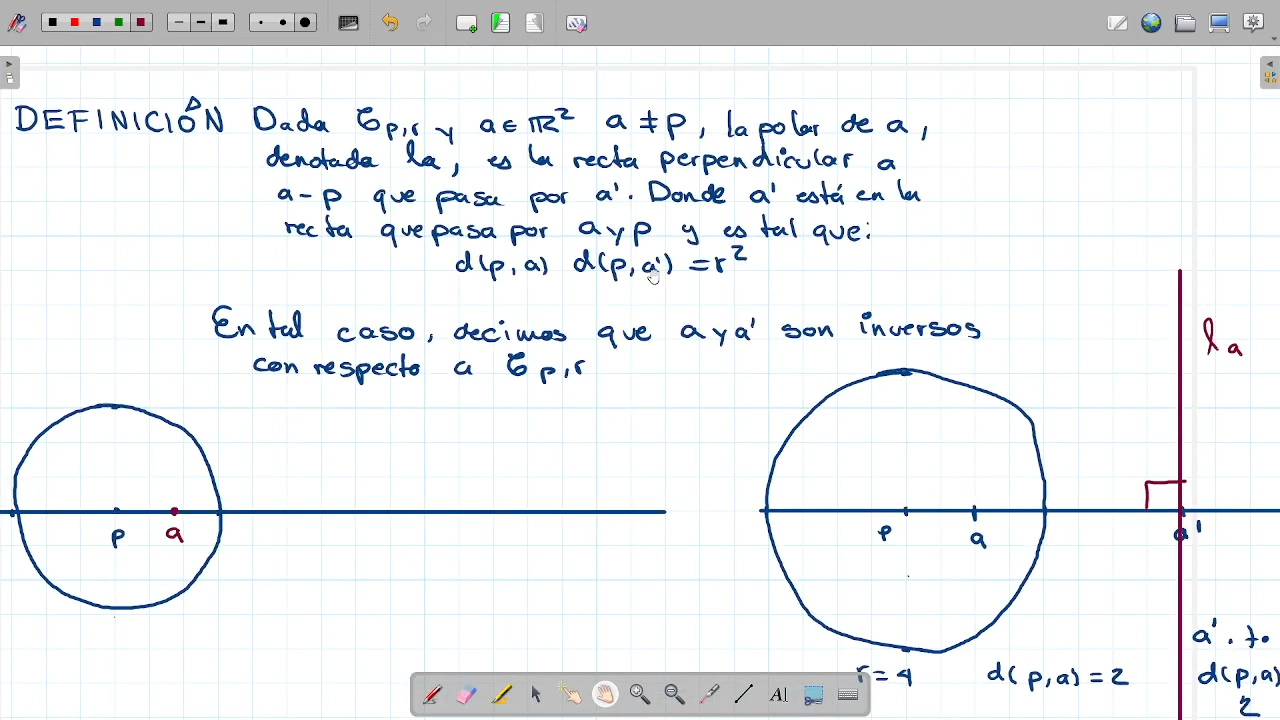 DEFINICIÓN Dada 𝒞p,r y a ∈ ℝ² a ≠ p, la polar de a,
denotada la, es la recta perpendicular a
a-p que pasa por a'. Donde a' está en la
recta que pasa por a y p y es tal que:
d(p,a) d(p,a') = r²
En tal caso, decimos que a y a' son inversos
con respecto a 𝒞p,r
la
p
a
p
a
a'
a'. t.
r = 4
d(p,a) = 2
d(p,a)
2
AI